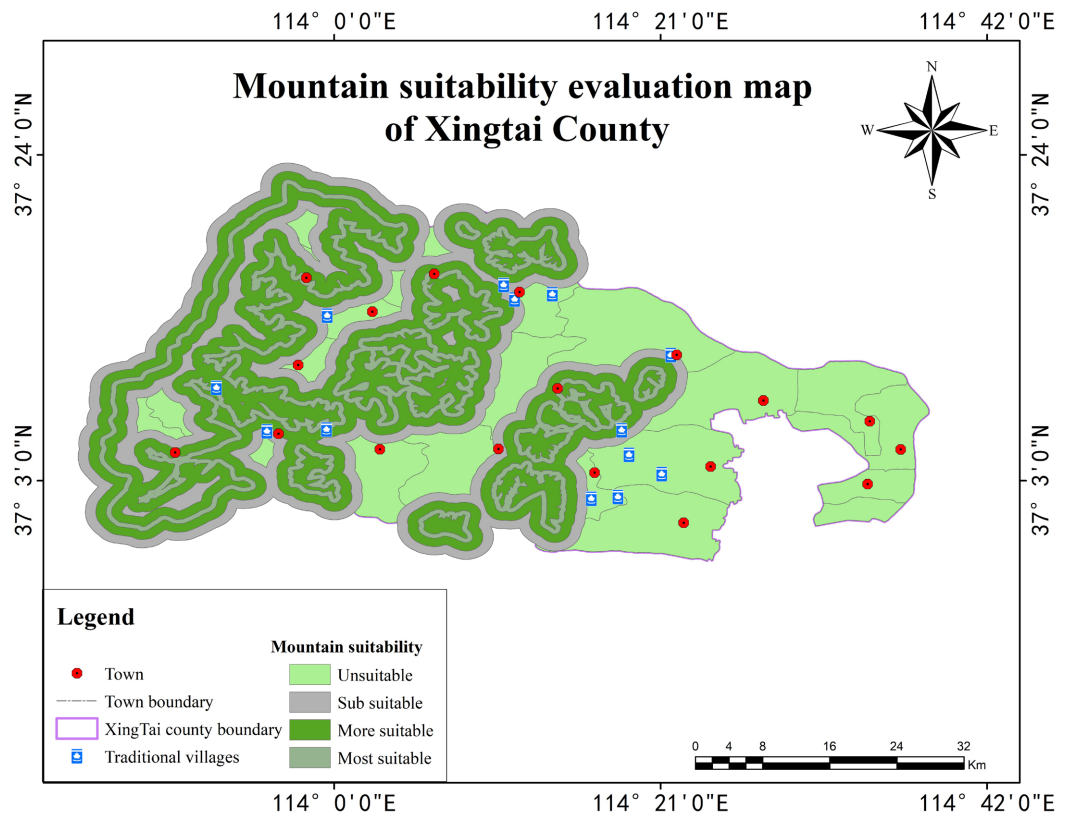 114° 0'0"E
114° 21'0"E
114° 42'0"E
Mountain suitability evaluation map
of Xingtai County
N
W
E
S
37° 24'0"N
37° 24'0"N
37° 3'0"N
37° 3'0"N
Legend
Town
Town boundary
XingTai county boundary
Traditional villages
Mountain suitability
Unsuitable
Sub suitable
More suitable
Most suitable
0 4 8 16 24 32
Km
114° 0'0"E
114° 21'0"E
114° 42'0"E